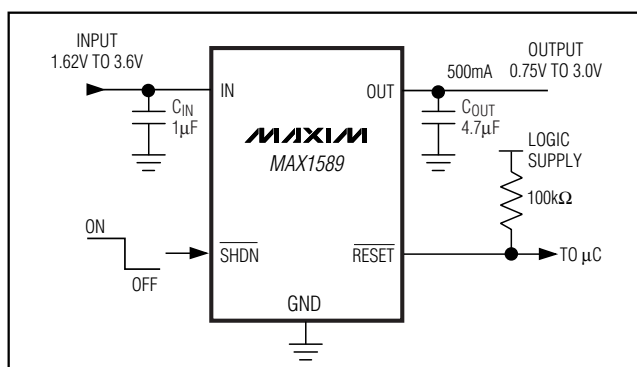 INPUT
1.62V TO 3.6V
OUTPUT
0.75V TO 3.0V
500mA
IN
OUT
CIN
1μF
COUT
4.7μF
MAXIM
MAX1589
LOGIC
SUPPLY
100kΩ
ON
OFF
SHDN
RESET
TO μC
GND